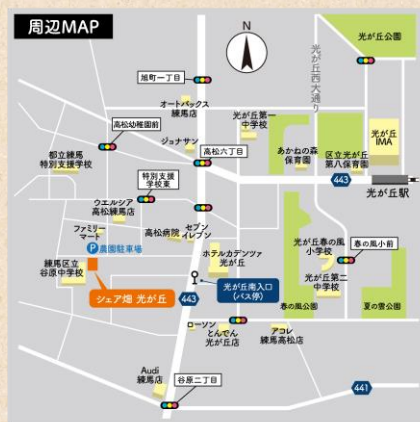 周辺MAP
N
光が丘公園
旭町一丁目
光が丘西大通り
オートバックス
練馬店
高松幼稚園前
光が丘第一
中学校
光が丘
IMA
ジョナサン
都立練馬
特別支援学校
高松六丁目
あかねの森
保育園
区立光が丘
第八保育園
特別支援
学校東
443
光が丘駅
ウエルシア
高松練馬店
ファミリー
マート
高松病院
セブン
イレブン
光が丘春の風
小学校
春の風小前
P 農園駐車場
ホテルカデンツァ
光が丘
練馬区立
谷原中学校
光が丘第二
中学校
シェア畑 光が丘
443
光が丘南入口
(バス停)
春の風公園
夏の雲公園
ローソン
とんでん
光が丘店
アコレ
練馬高松店
Audi
練馬店
谷原二丁目
441